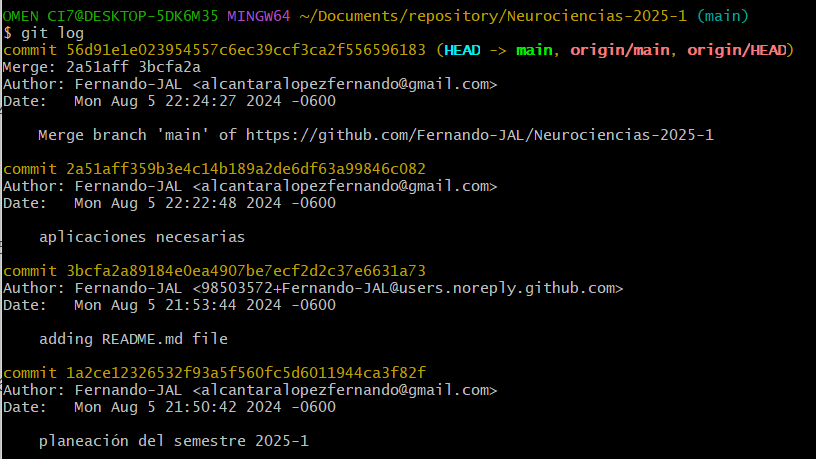 OMEN CI7@DESKTOP-5DK6M35 MINGW64 ~/Documents/repository/Neurociencias-2025-1 (main)
$ git log
commit 56d91e1e023954557c6ec39ccf3ca2f556596183 (HEAD -> main, origin/main, origin/HEAD)
Merge: 2a51aff 3bcfa2a
Author: Fernando-JAL <alcantaralopezfernando@gmail.com>
Date:   Mon Aug 5 22:24:27 2024 -0600
Merge branch 'main' of https://github.com/Fernando-JAL/Neurociencias-2025-1
commit 2a51aff359b3e4c14b189a2de6df63a99846c082
Author: Fernando-JAL <alcantaralopezfernando@gmail.com>
Date:   Mon Aug 5 22:22:48 2024 -0600
aplicaciones necesarias
commit 3bcfa2a89184e0ea4907be7ecf2d2c37e6631a73
Author: Fernando-JAL <98503572+Fernando-JAL@users.noreply.github.com>
Date:   Mon Aug 5 21:53:44 2024 -0600
adding README.md file
commit 1a2ce12326532f93a5f560fc5d6011944ca3f82f
Author: Fernando-JAL <alcantaralopezfernando@gmail.com>
Date:   Mon Aug 5 21:50:42 2024 -0600
planeación del semestre 2025-1